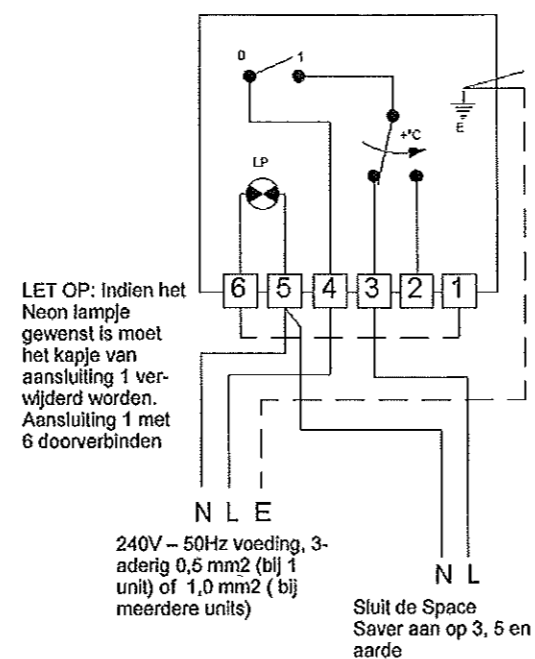 0 1
+°C
E
LP
6 5 4 3 2 1
LET OP: Indien het
Neon lampje
gewenst is moet
het kapje van
aansluiting 1 ver-
wijderd worden.
Aansluiting 1 met
6 doorverbinden
N L E
240V – 50Hz voeding, 3-
aderig 0,5 mm2 (bij 1
unit) of 1,0 mm2 ( bij
meerdere units)
N L
Sluit de Space
Saver aan op 3, 5 en
aarde